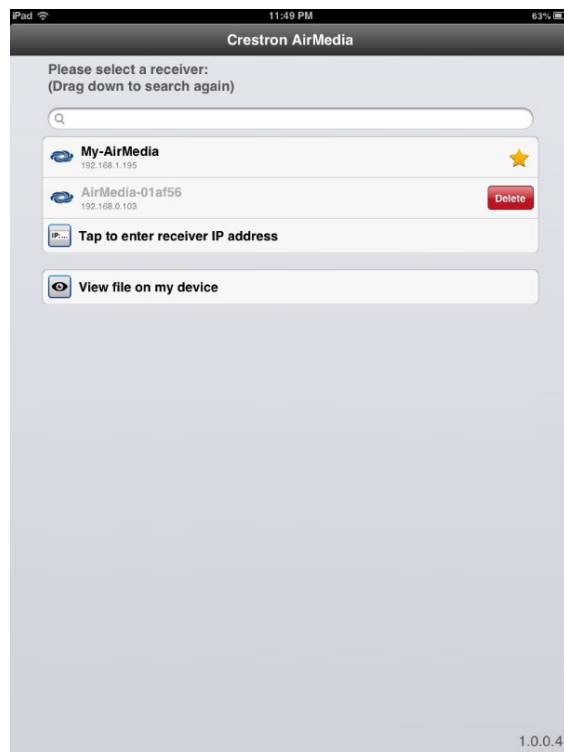 iPad 11:49 PM 63%
Crestron AirMedia
Please select a receiver:
(Drag down to search again)
My-AirMedia
192.168.1.195
AirMedia-01af56
192.168.0.103
Delete
IP:...
Tap to enter receiver IP address
View file on my device
1.0.0.4